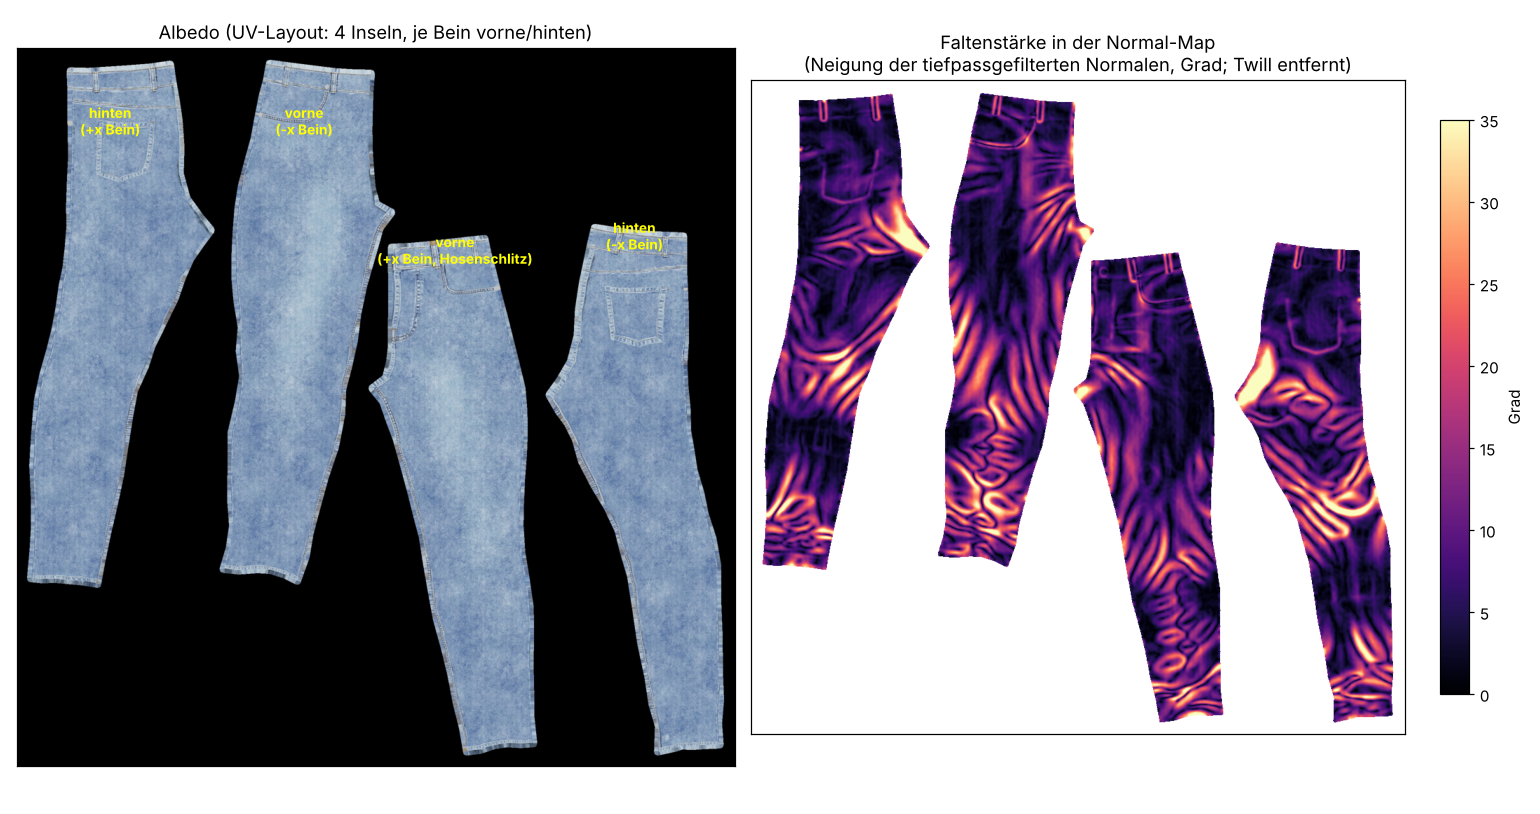 Albedo (UV-Layout: 4 Inseln, je Bein vorne/hinten)
hinten
(+x Bein)
vorne
(-x Bein)
vorne
(+x Bein, Hosenschlitz)
hinten
(-x Bein)
Faltenstärke in der Normal-Map
(Neigung der tiefpassgefilterten Normalen, Grad; Twill entfernt)
35
30
25
20
15
10
5
0
Grad